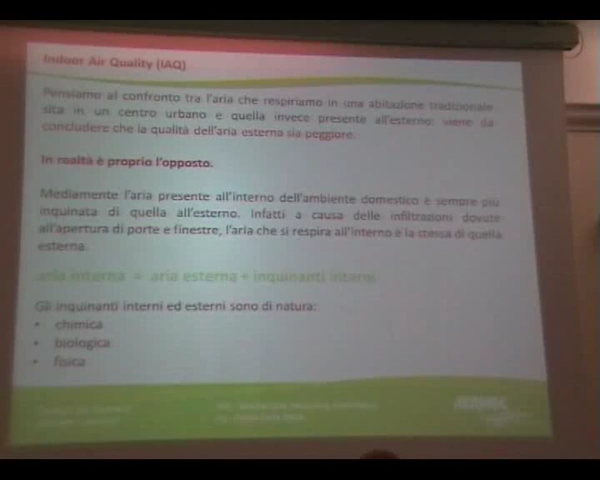 Indoor Air Quality (IAQ)
Pensiamo al confronto tra l'aria che respiriamo in una abitazione tradizionale
sita in un centro urbano e quella invece presente all'esterno: viene da
concludere che la qualità dell'aria esterna sia peggiore.
In realtà è proprio l'opposto.
Mediamente l'aria presente all'interno dell'ambiente domestico è sempre più
inquinata di quella all'esterno. Infatti a causa delle infiltrazioni dovute
all'apertura di porte e finestre, l'aria che si respira all'interno è la stessa di quella
esterna.
aria interna = aria esterna + inquinanti interni
Gli inquinanti interni ed esterni sono di natura:
• chimica
• biologica
• fisica